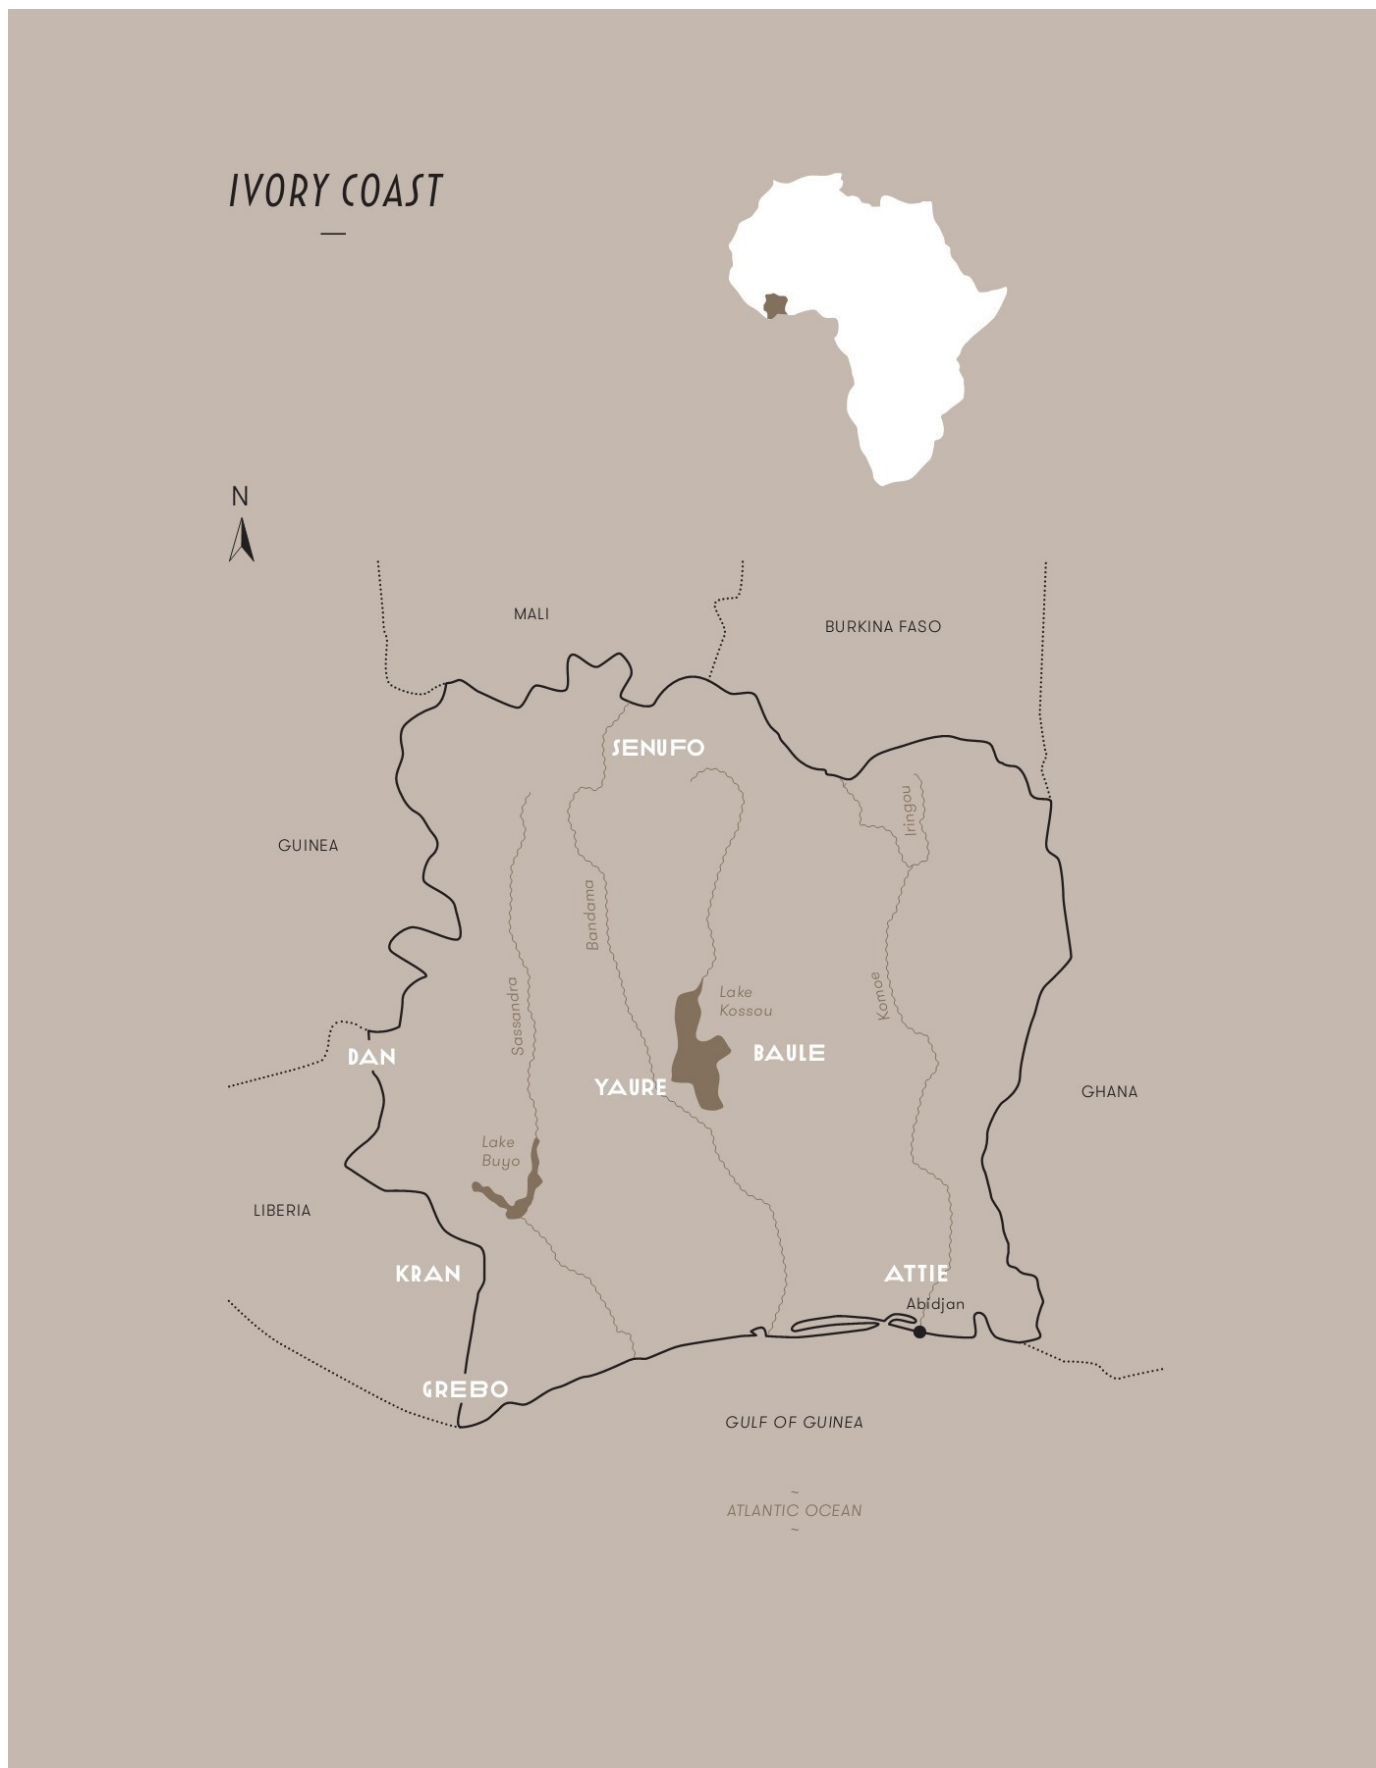 IVORY COAST
N
MALI
BURKINA FASO
SENUFO
Iringou
GUINEA
Bandama
Sassandra
Komoe
Lake
Kossou
DAN
BAULE
YAURE
GHANA
Lake
Buyo
LIBERIA
KRAN
ATTIE
Abidjan
GREBO
GULF OF GUINEA
~
ATLANTIC OCEAN
~